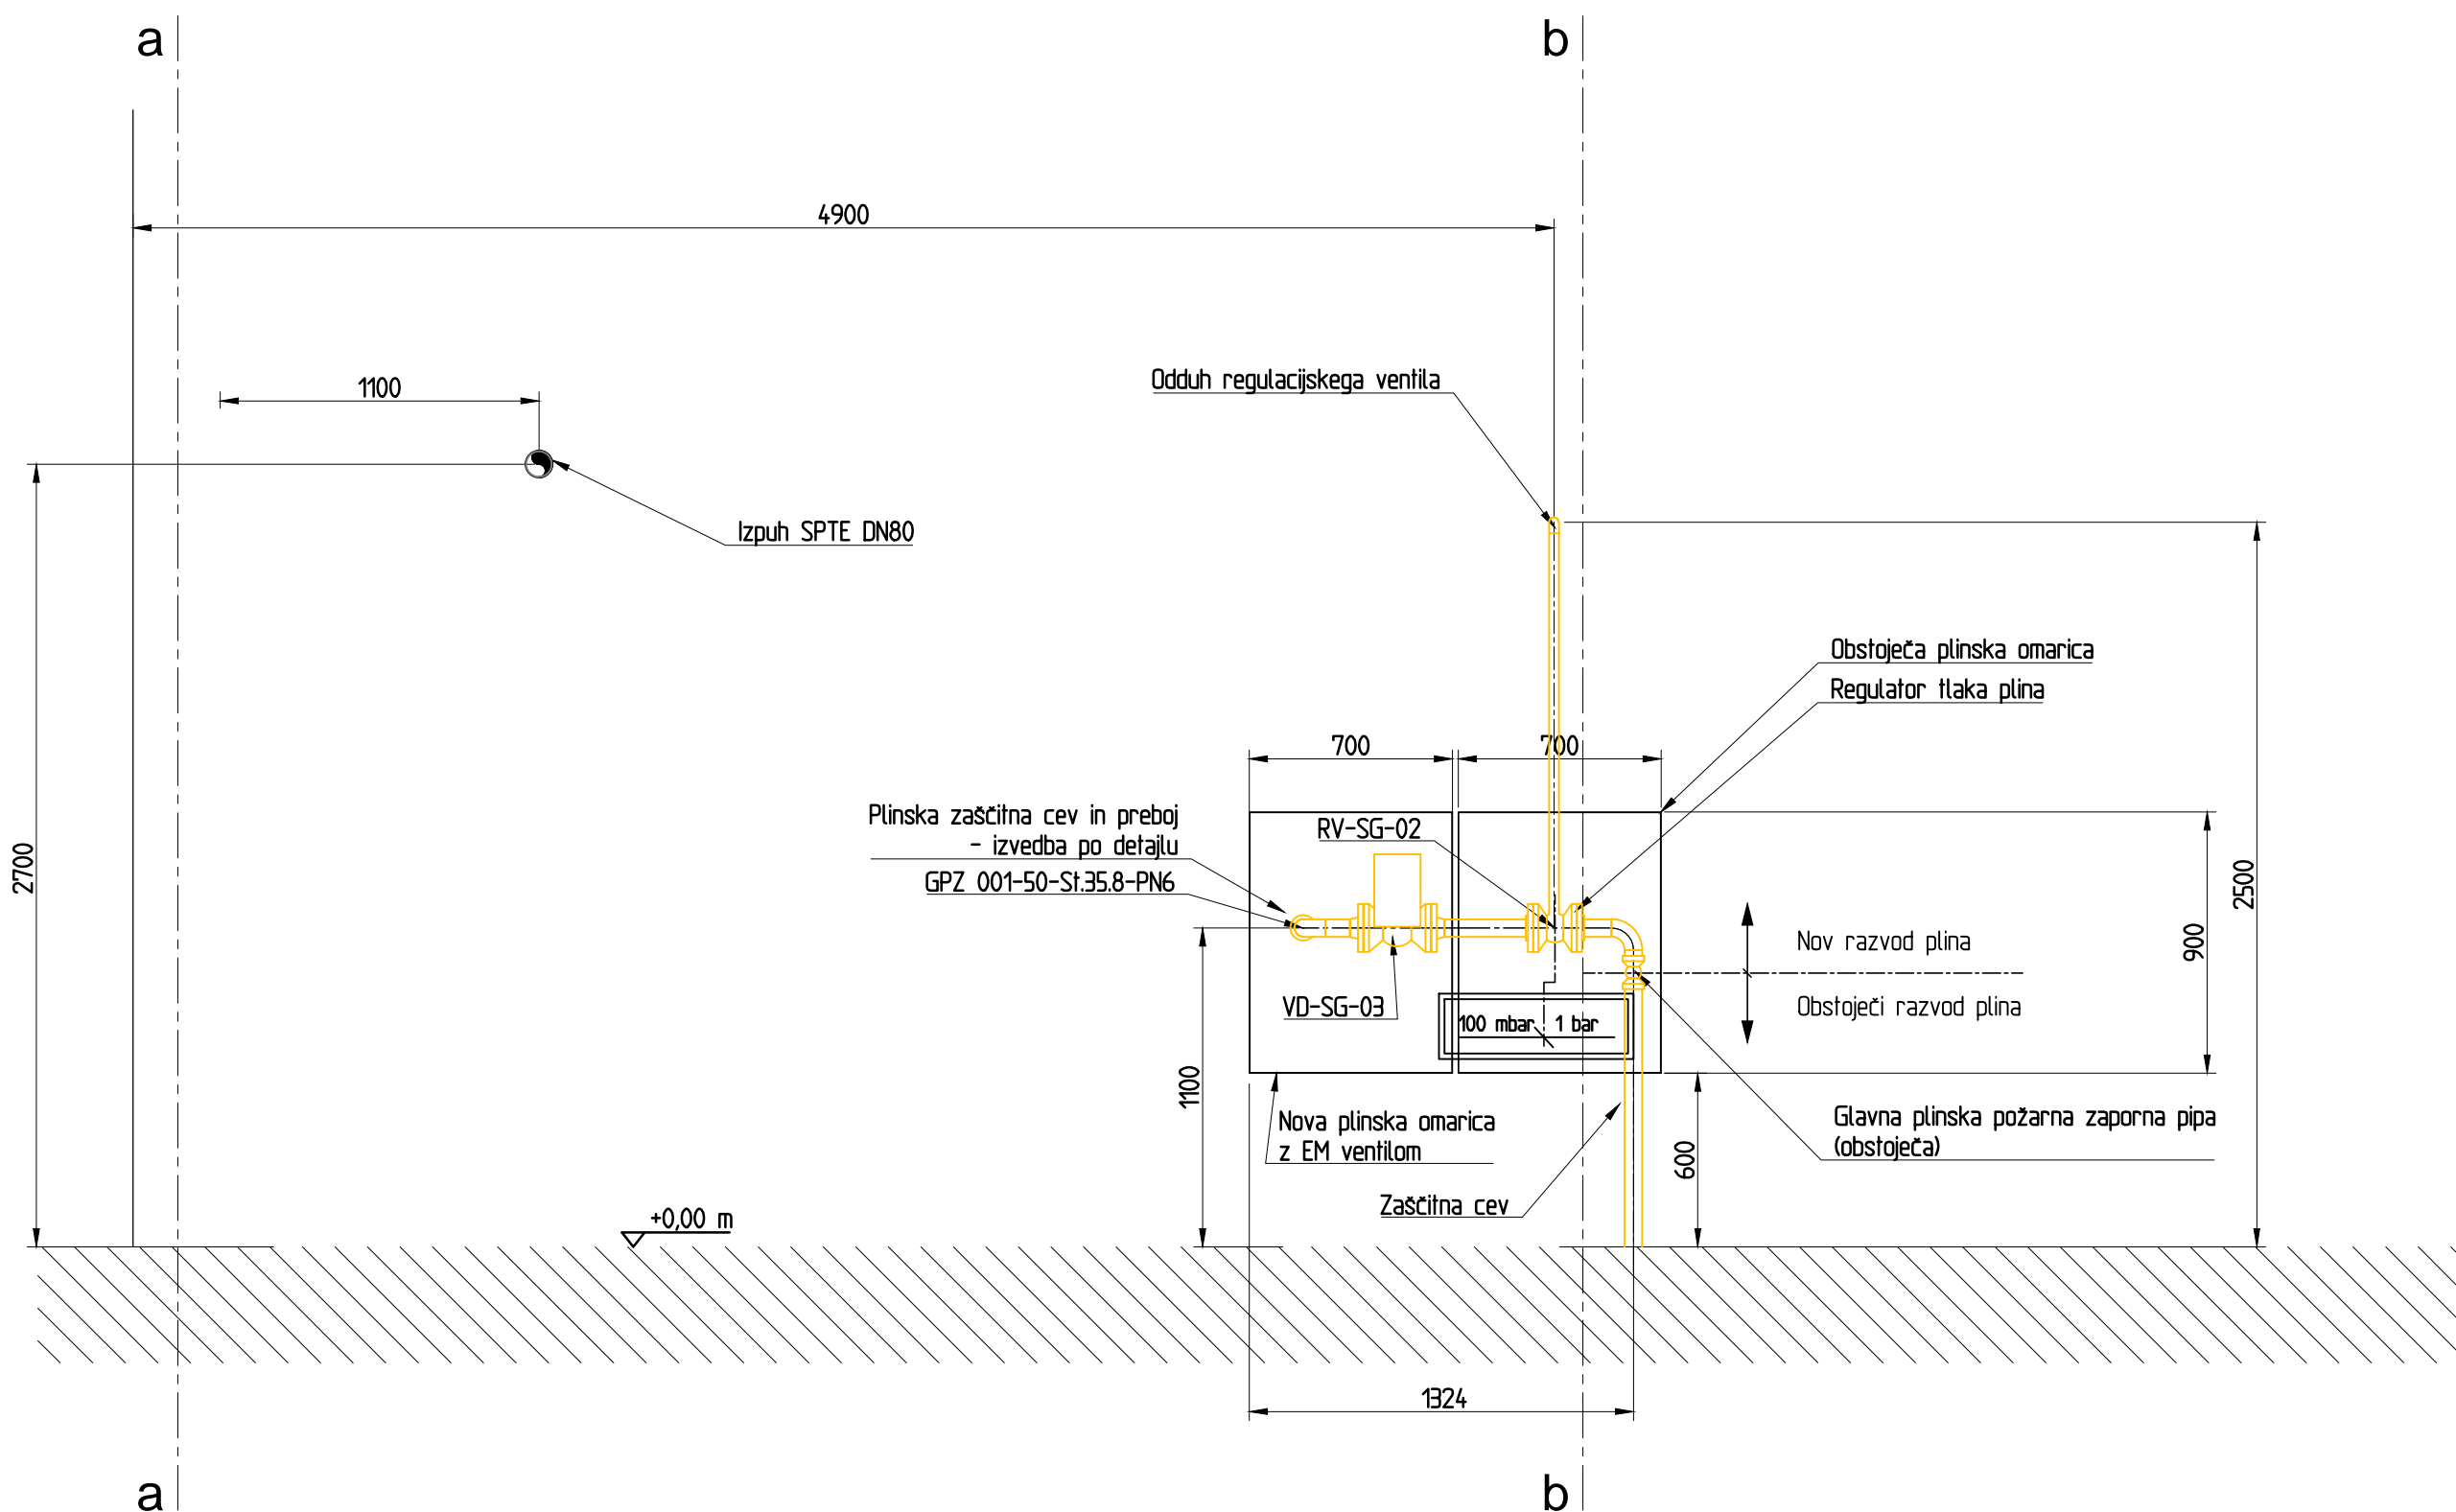 a
b
4900
1100
Odduh regulacijskega ventila
Izpuh SPTE DN80
Obstoječa plinska omarica
Regulator tlaka plina
700
700
Plinska zaščitna cev in preboj
- izvedba po detajlu
GPZ 001-50-St.35.8-PN6
RV-SG-02
2700
2500
900
Nov razvod plina
Obstoječi razvod plina
VD-SG-03
100 mbar
1 bar
1100
Nova plinska omarica
z EM ventilom
Glavna plinska požarna zaporna pipa
(obstoječa)
600
Zaščitna cev
+0,00 m
1324
a
b